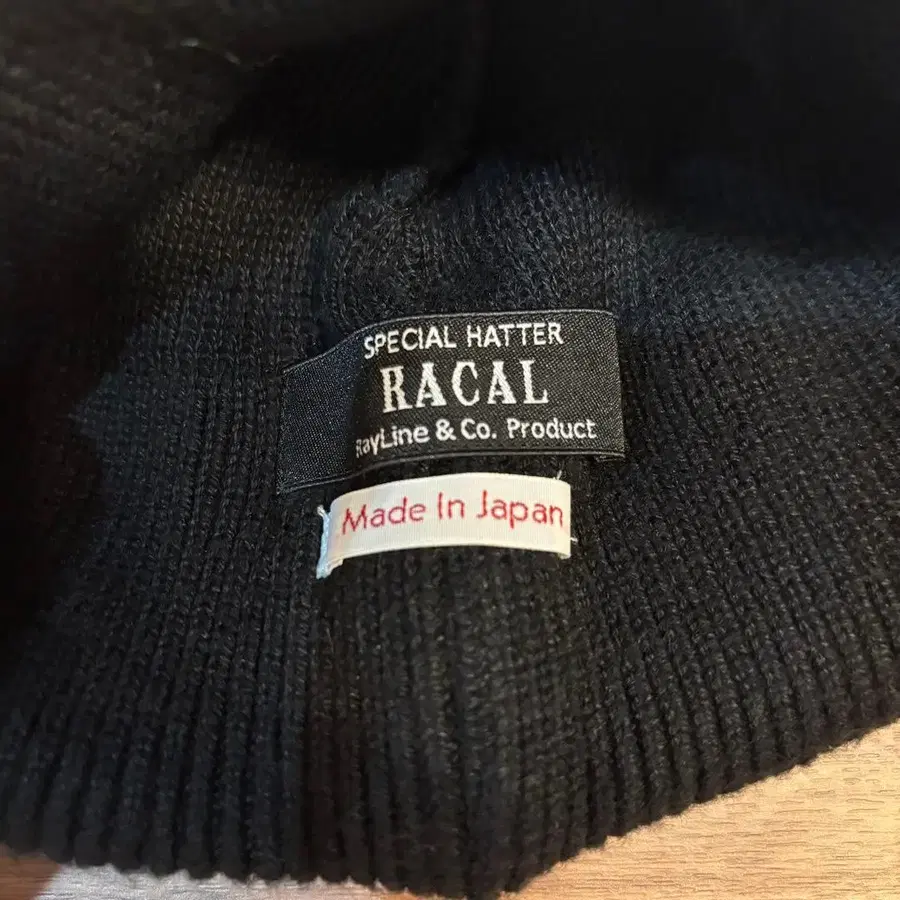 SPECIAL HATTER
RACAL
RayLine & Co. Product
Made In Japan